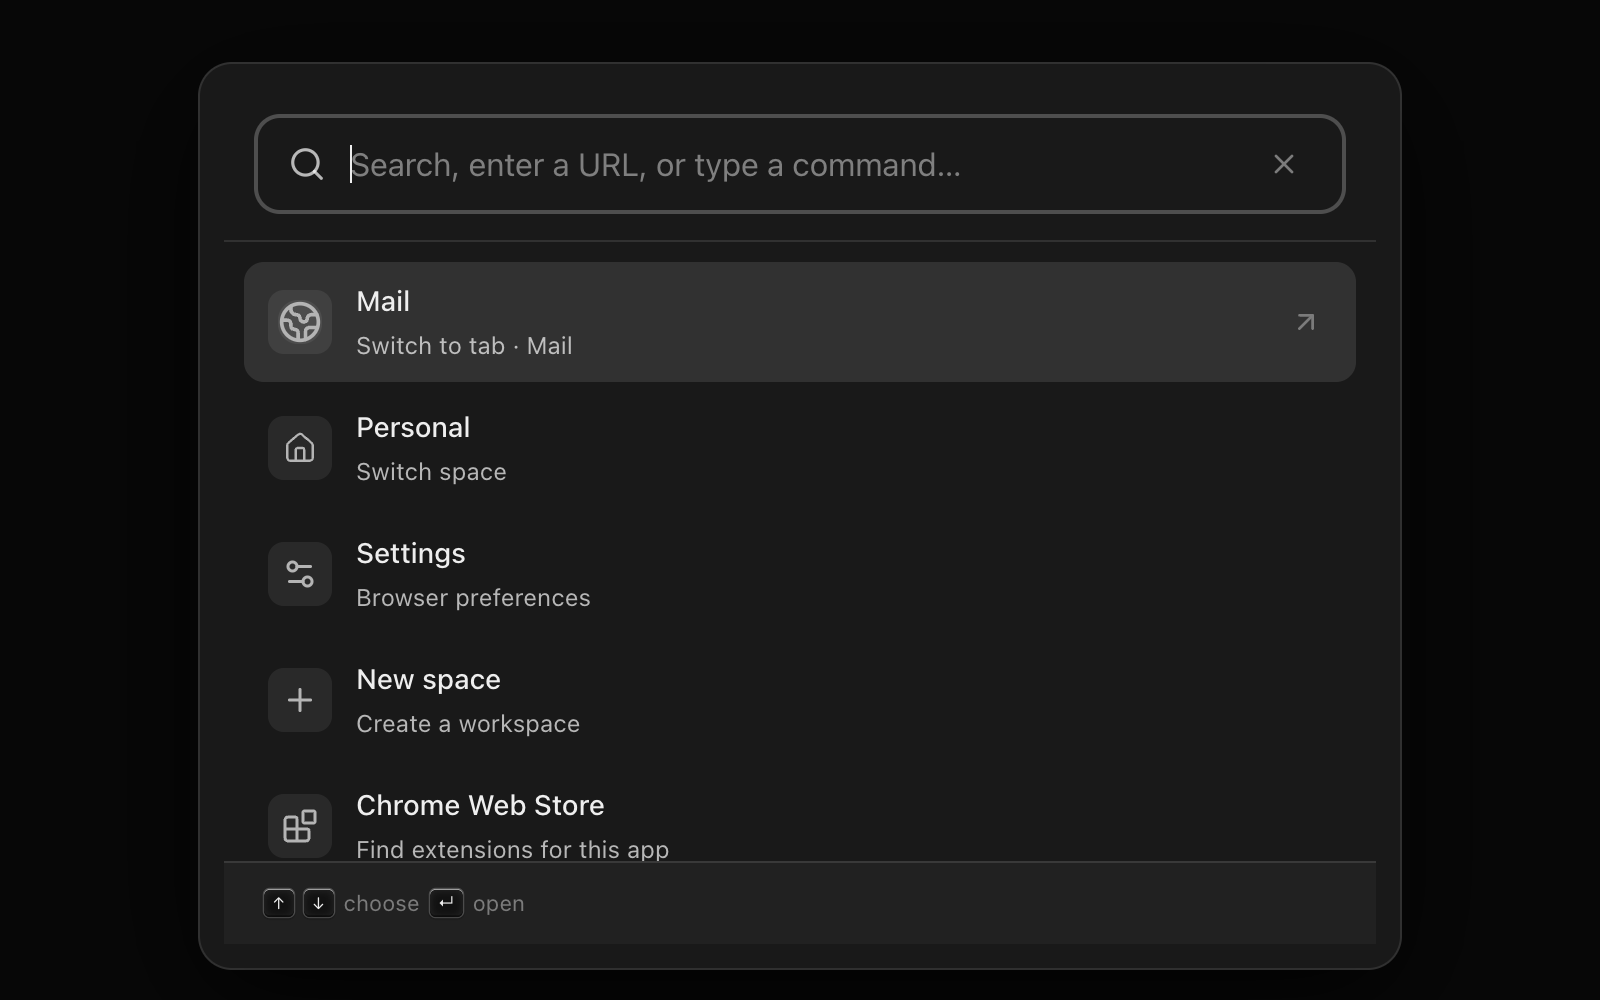 Search, enter a URL, or type a command...
Mail
Switch to tab · Mail
Personal
Switch space
Settings
Browser preferences
New space
Create a workspace
Chrome Web Store
Find extensions for this app
↑ ↓ choose ↵ open